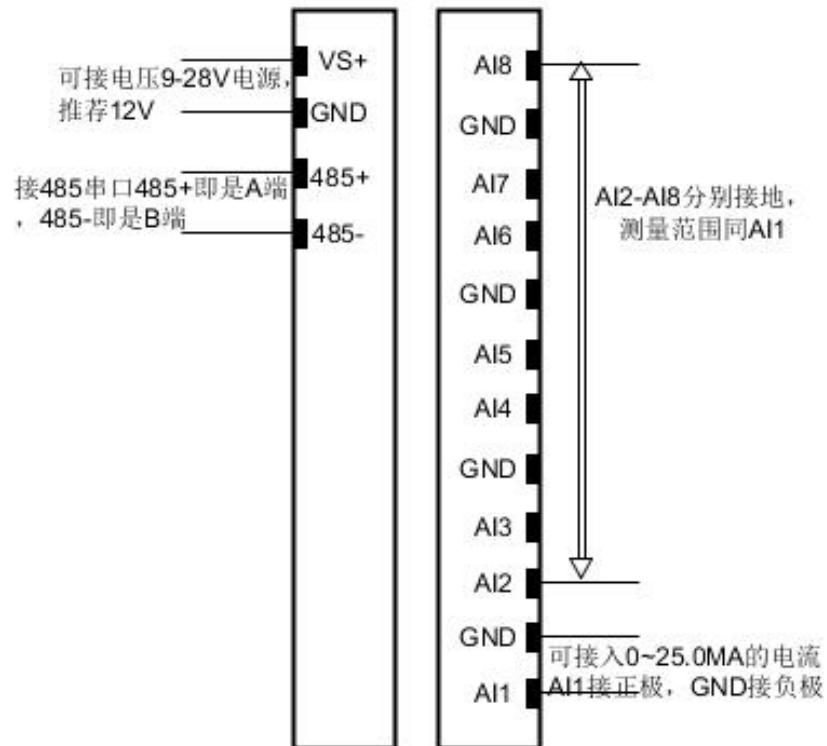 VS+
可接电压9-28V电源，
推荐12V
GND
485+
接485串口485+即是A端
，485-即是B端
485-
AI8
GND
AI7
AI2-AI8分别接地，
测量范围同AI1
AI6
GND
AI5
AI4
GND
AI3
AI2
GND
可接入0~25.0MA的电流
AI1接正极，GND接负极
AI1